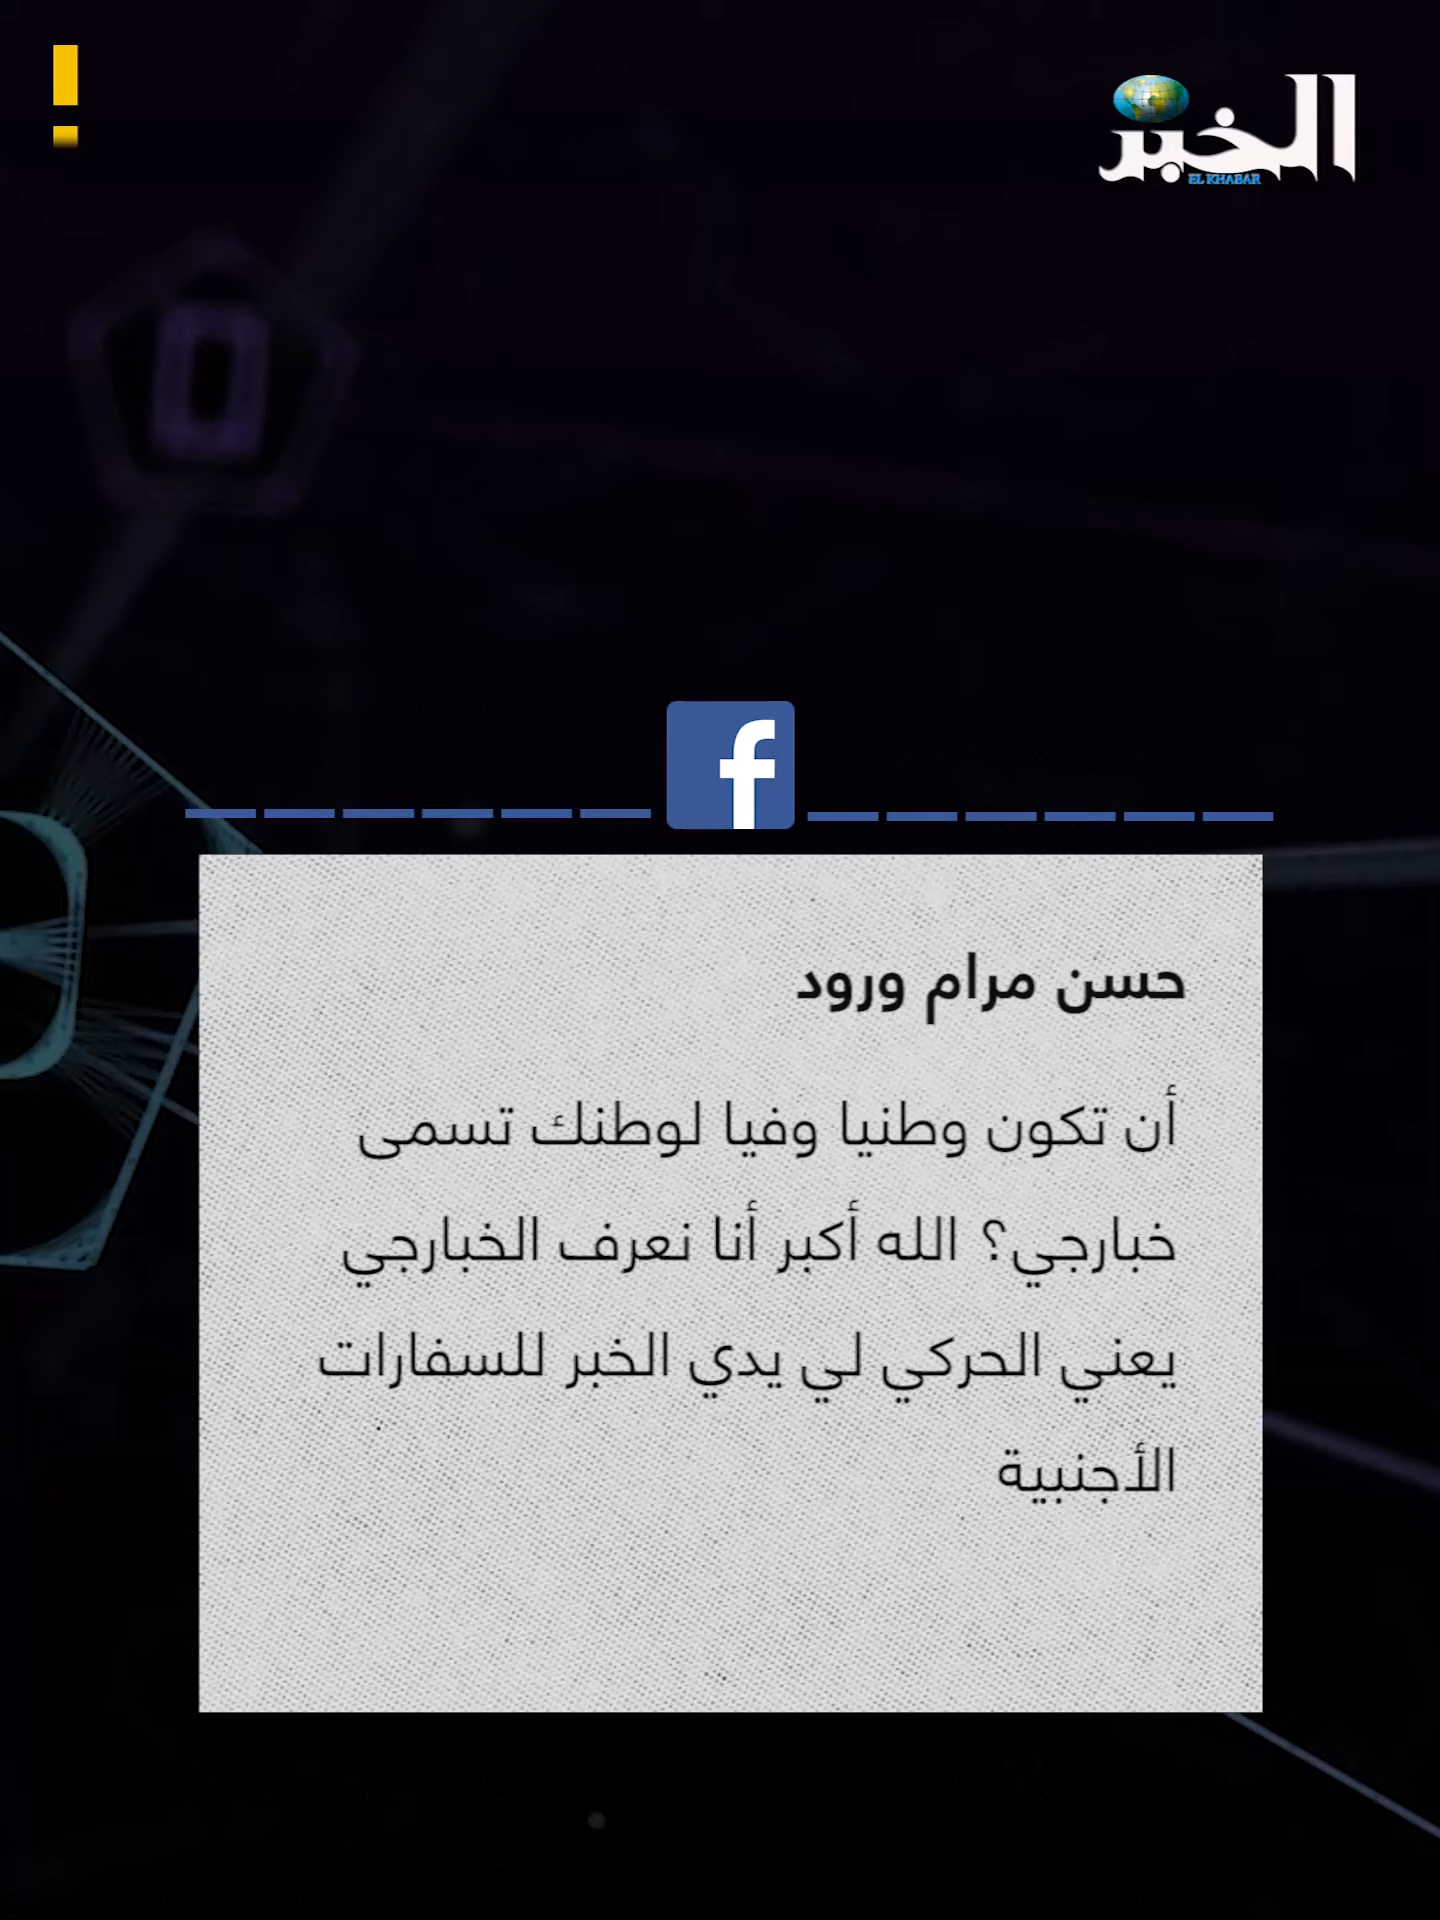 الخبر
EL KHABAR
f
حسن مرام ورود
أن تكون وطنيا وفيا لوطنك تسمى
خبارجي؟ الله أكبر أنا نعرف الخبارجي
يعني الحركي لي يدي الخبر للسفارات
الأجنبية